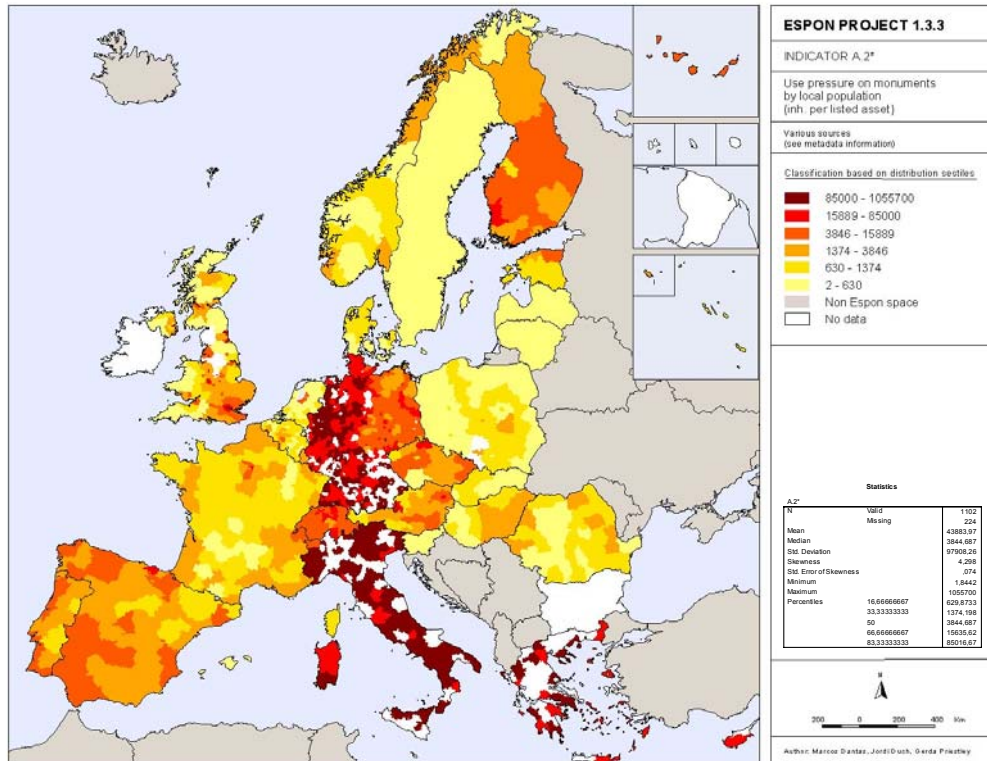 ESPON PROJECT 1.3.3
INDICATOR A.2*
Use pressure on monuments
by local population
(inh. per listed asset)
Various sources
(see metadata information)
Classification based on distribution sextiles
85000 - 1055700
15889 - 85000
3846 - 15889
1374 - 3846
630 - 1374
2 - 630
Non Espon space
No data
Statistics
A.2*
N Valid 1102
Missing 224
Mean 43883,97
Median 3844,687
Std. Deviation 97908,26
Skewness 4,298
Std. Error of Skewness ,074
Minimum 1,8442
Maximum 1055700
Percentiles 16,66666667 629,8733
33,33333333 1374,198
50 3844,687
66,66666667 15635,62
83,33333333 85016,67
N
200 0 200 400 Km
Author: Marcos Dantas, Jordi Duch, Gerda Priestley